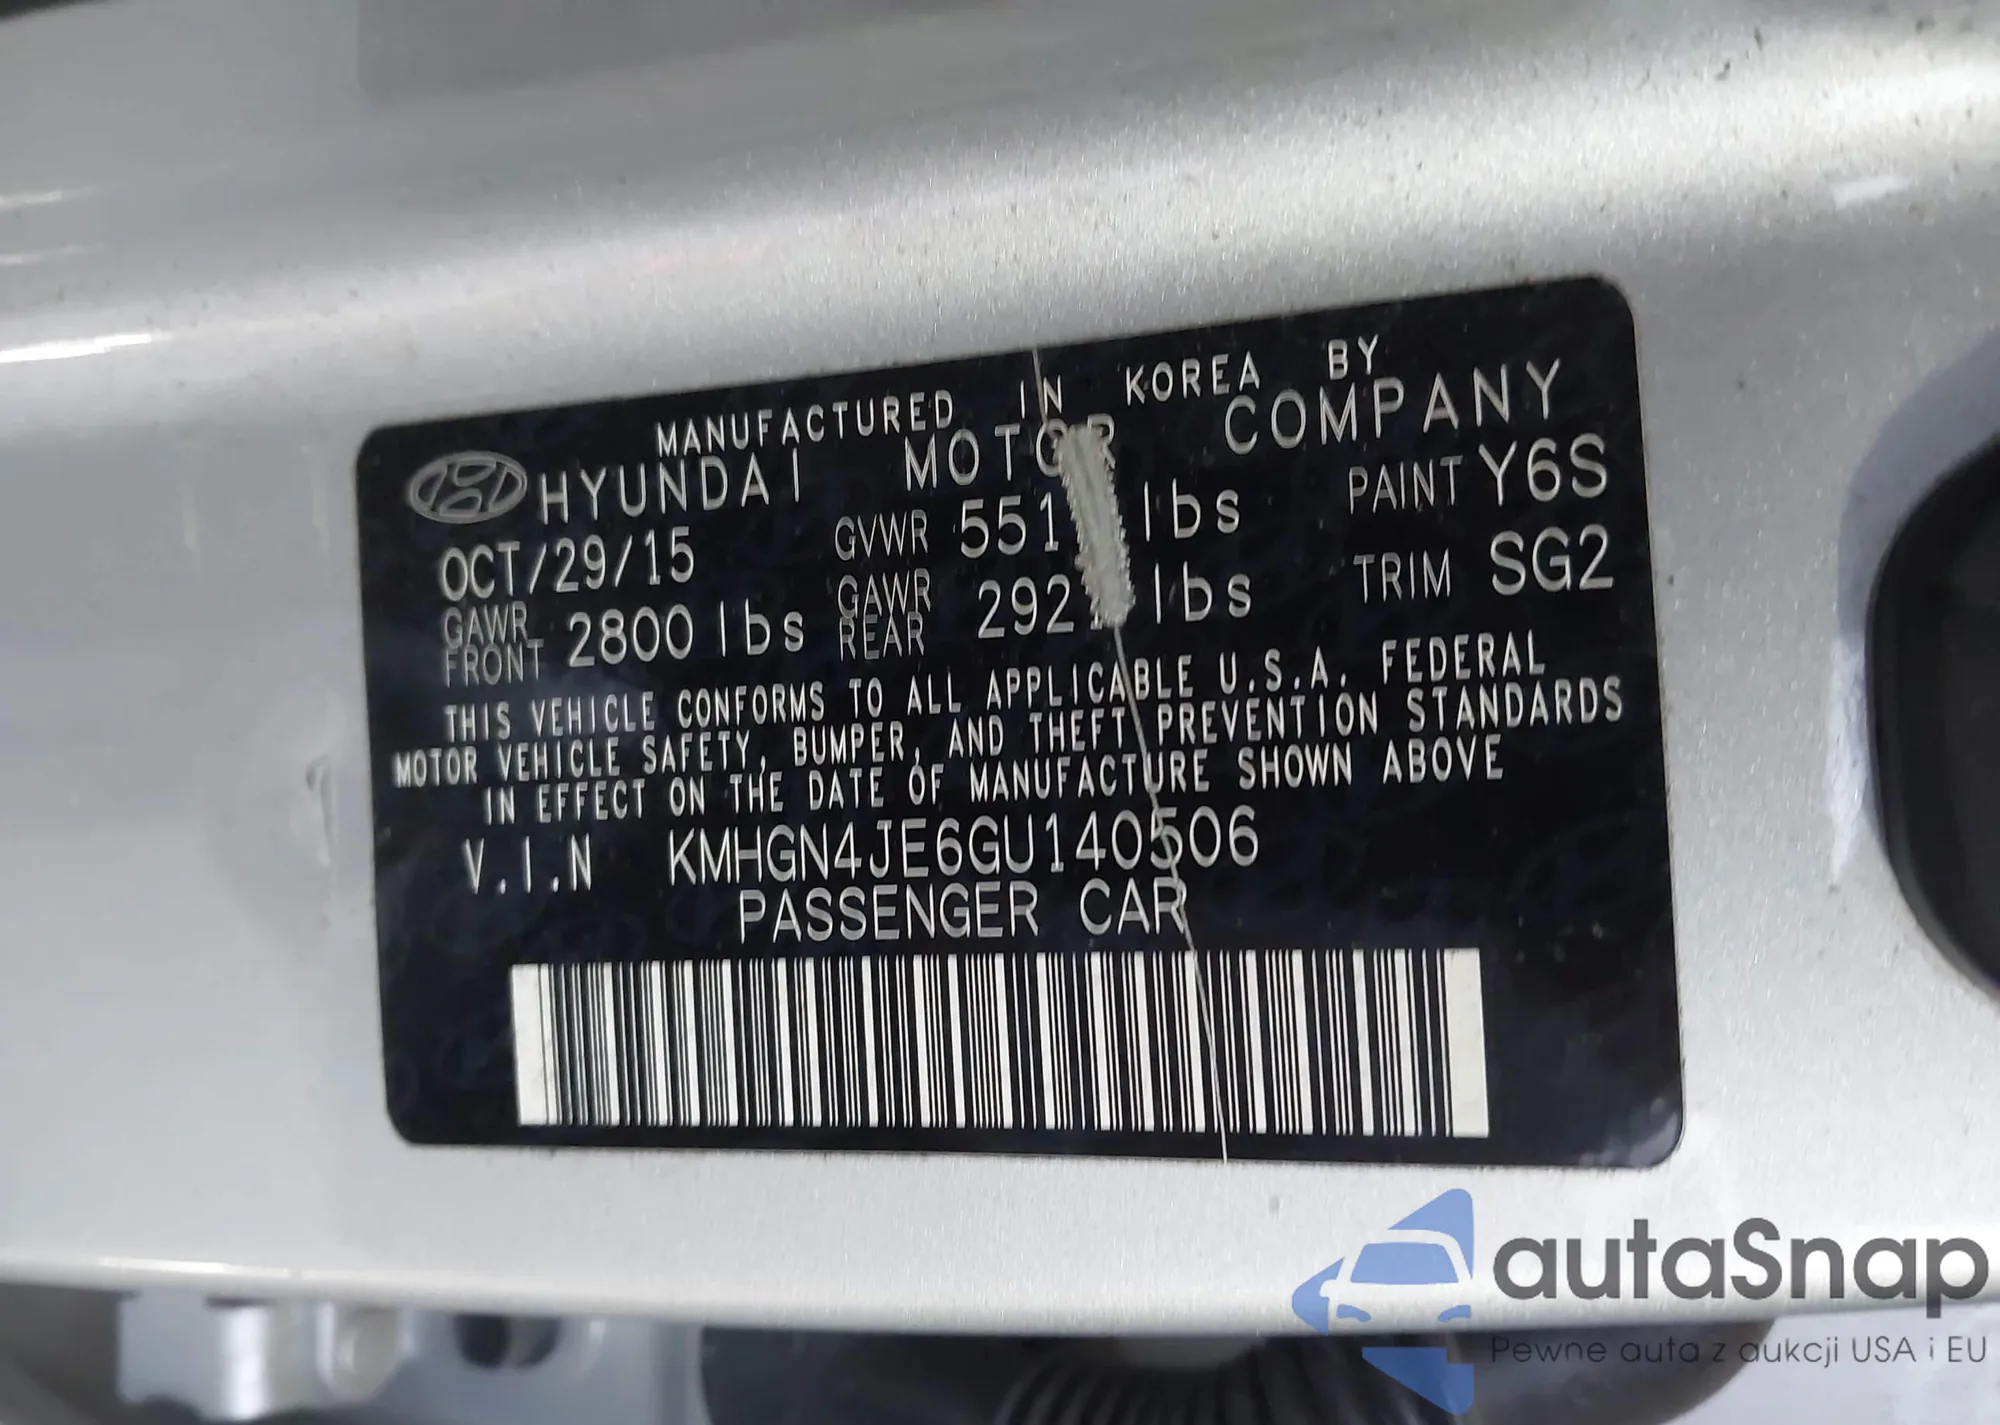 MANUFACTURED IN KOREA BY
HYUNDAI MOTOR COMPANY
OCT/29/15 GVWR lbs PAINT Y6S
GAWR FRONT 2800 lbs GAWR REAR lbs TRIM SG2
THIS VEHICLE CONFORMS TO ALL APPLICABLE U.S.A. FEDERAL
MOTOR VEHICLE SAFETY, BUMPER, AND THEFT PREVENTION STANDARDS
IN EFFECT ON THE DATE OF MANUFACTURE SHOWN ABOVE
V.I.N KMHGN4JE6GU140506
PASSENGER CAR
autaSnap
Pewne auta z aukcji USA i EU